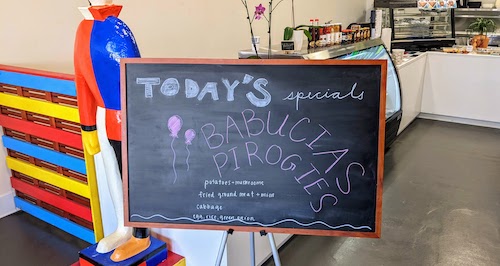 TODAY'S specials
BABUCIAS
PIROGIES
potatoes + mushrooms
fried ground meat + onion
cabbage
egg, rice, green onion